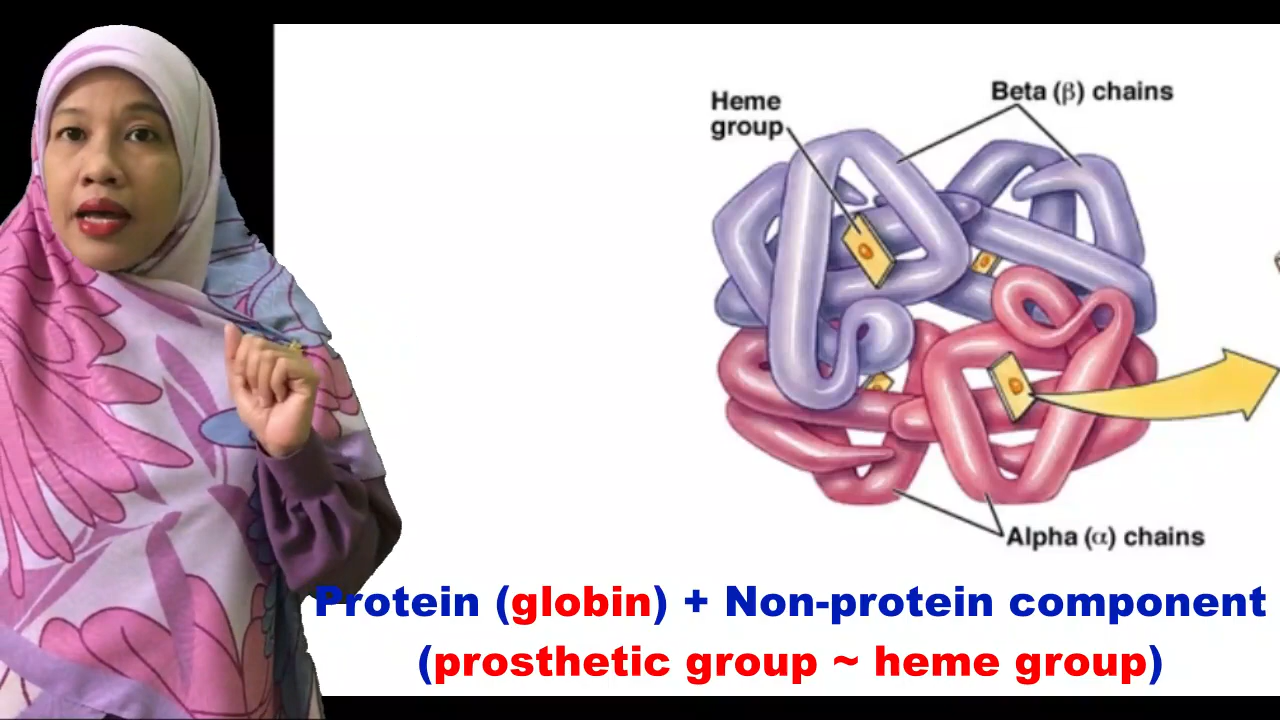 Heme
group
Beta (β) chains
Alpha (α) chains
Protein (globin) + Non-protein component
(prosthetic group ~ heme group)